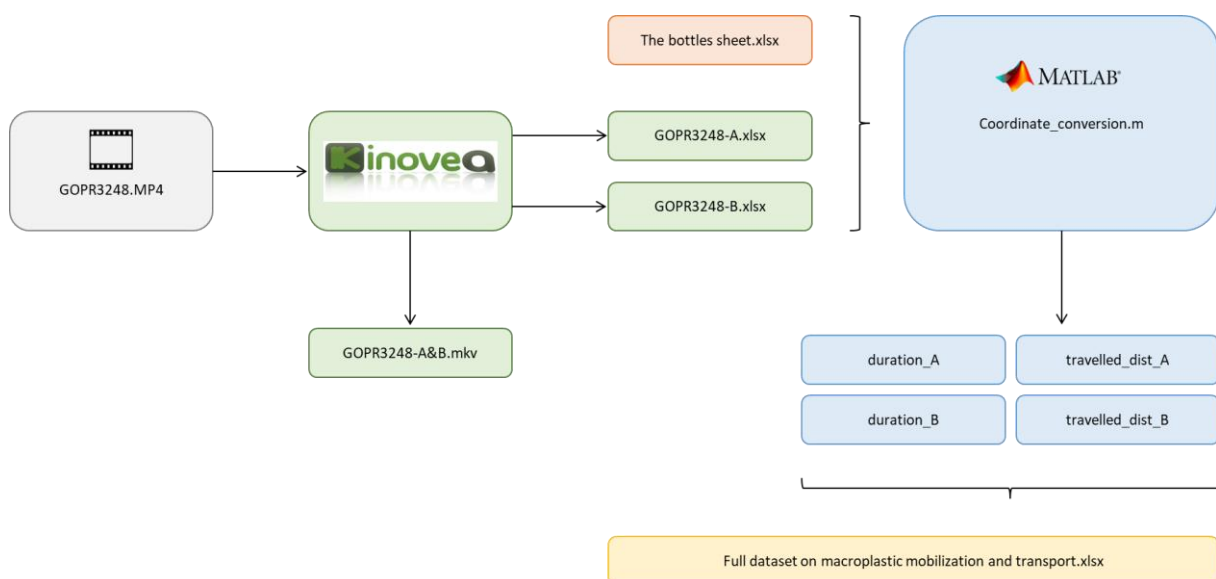 The bottles sheet.xlsx
MATLAB®
Coordinate_conversion.m
GOPR3248.MP4
Kinovea
GOPR3248-A.xlsx
GOPR3248-B.xlsx
GOPR3248-A&B.mkv
duration_A
travelled_dist_A
duration_B
travelled_dist_B
Full dataset on macroplastic mobilization and transport.xlsx